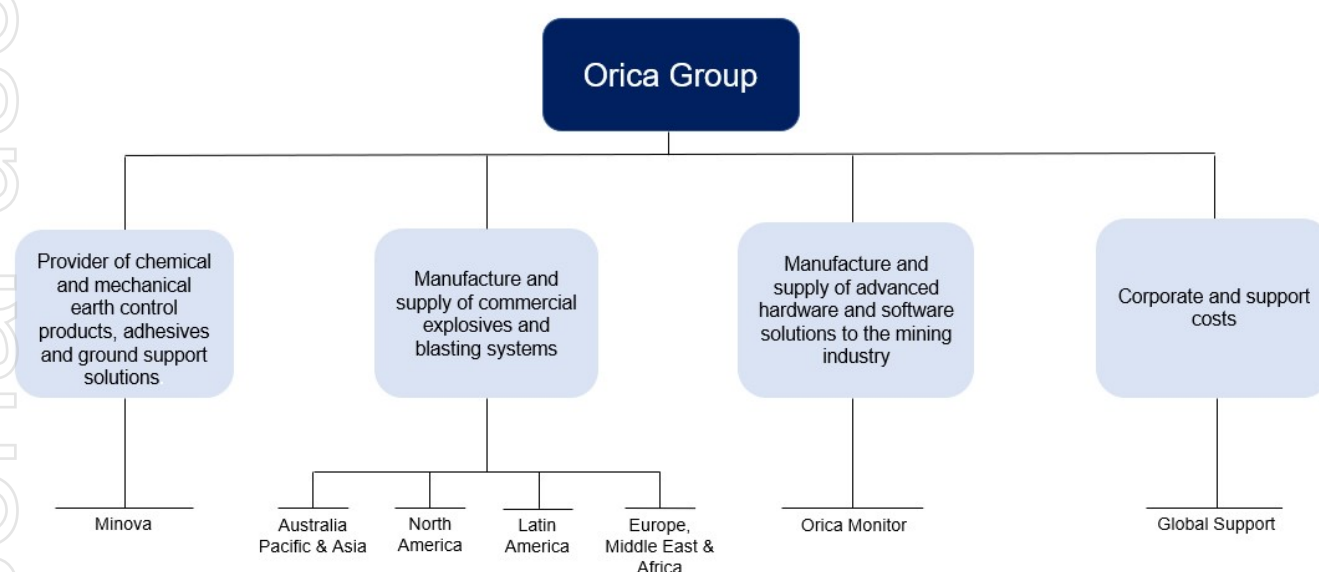 Orica Group
Provider of chemical
and mechanical
earth control
products, adhesives
and ground support
solutions
Manufacture and
supply of commercial
explosives and
blasting systems
Manufacture and
supply of advanced
hardware and software
solutions to the mining
industry
Corporate and support
costs
Minova
Australia
Pacific & Asia
North
America
Latin
America
Europe,
Middle East &
Africa
Orica Monitor
Global Support